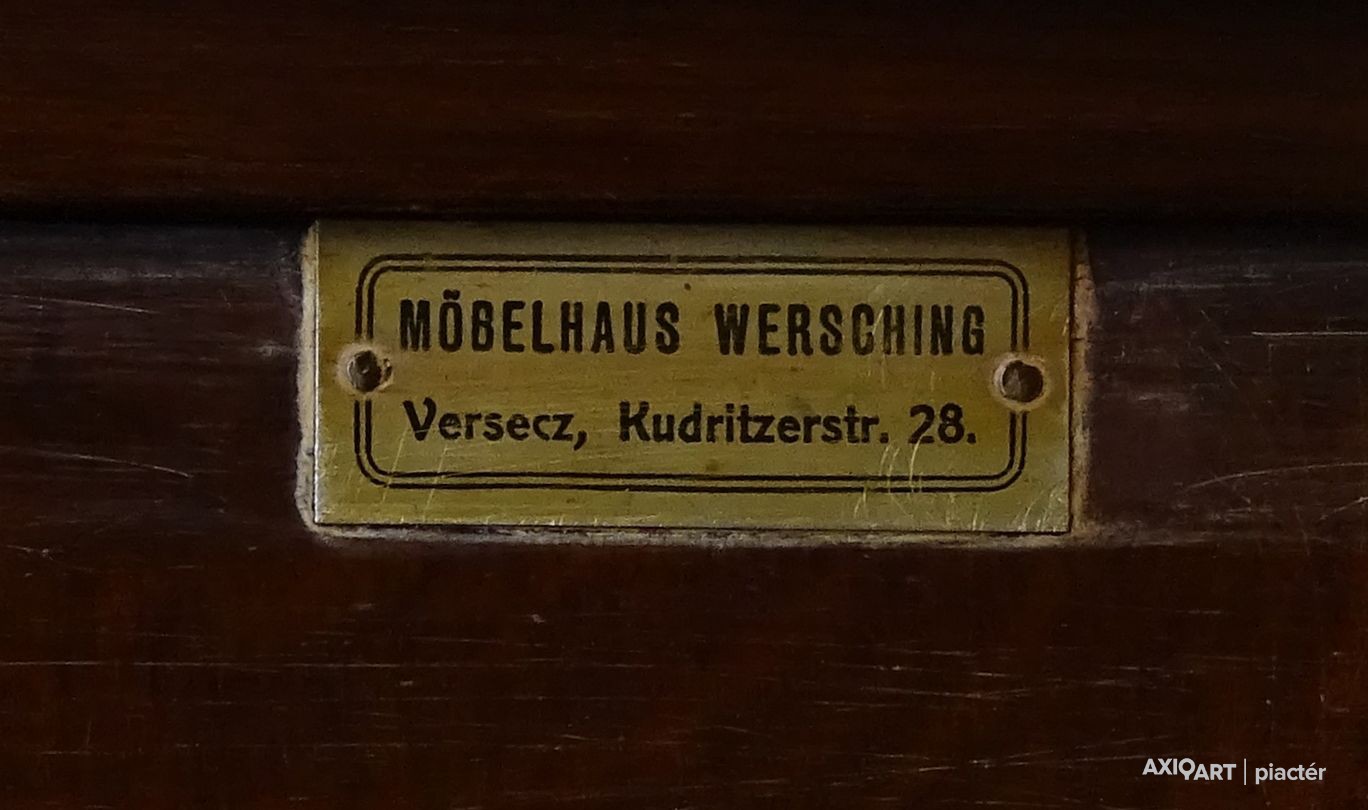 MÖBELHAUS WERSCHING
Versecz, Kudritzerstr. 28.
AXIOART | piactér